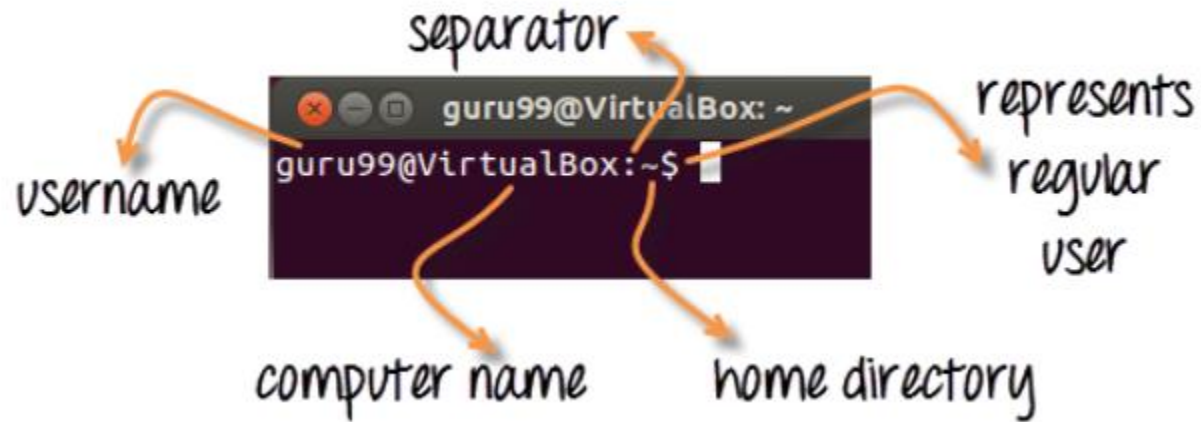 separator
guru99@VirtualBox: ~
represents
regular
user
guru99@VirtualBox:~$
username
computer name
home directory